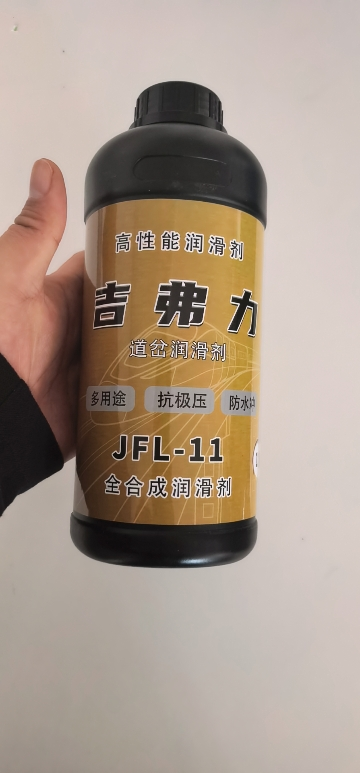 高性能润滑剂
吉弗力
道岔润滑剂
多用途 抗极压 防水
JFL-11
全合成润滑剂